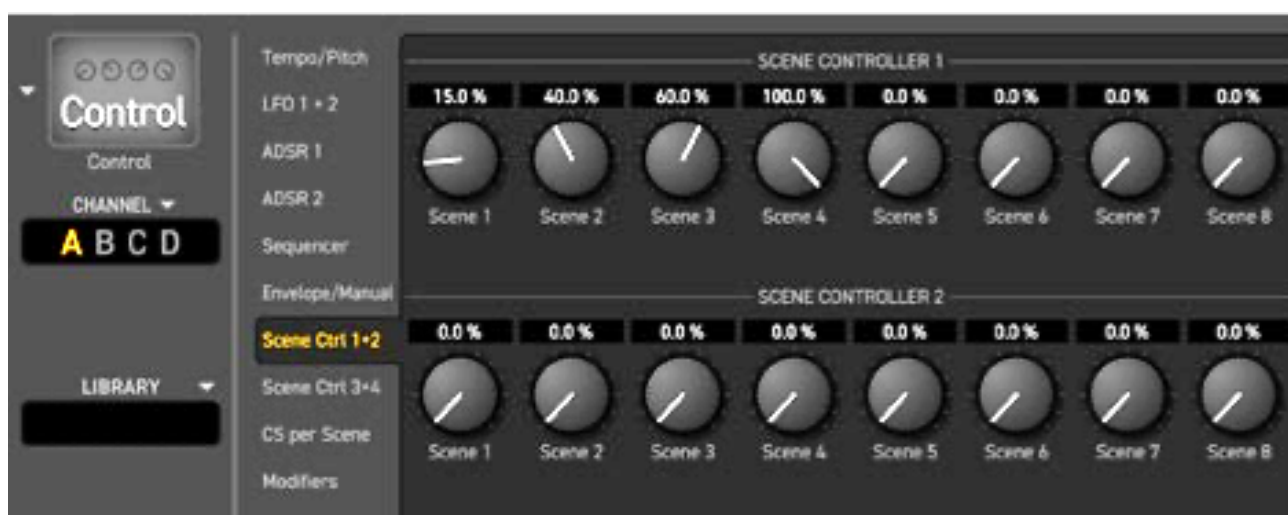 Control
Control
CHANNEL
A B C D
LIBRARY
Tempo/Pitch
LFO 1 + 2
ADSR 1
ADSR 2
Sequencer
Envelope/Manual
Scene Ctrl 1+2
Scene Ctrl 3+4
CS per Scene
Modifiers
SCENE CONTROLLER 1
15.0 % 40.0 % 60.0 % 100.0 % 0.0 % 0.0 % 0.0 % 0.0 %
Scene 1 Scene 2 Scene 3 Scene 4 Scene 5 Scene 6 Scene 7 Scene 8
SCENE CONTROLLER 2
0.0 % 0.0 % 0.0 % 0.0 % 0.0 % 0.0 % 0.0 % 0.0 %
Scene 1 Scene 2 Scene 3 Scene 4 Scene 5 Scene 6 Scene 7 Scene 8